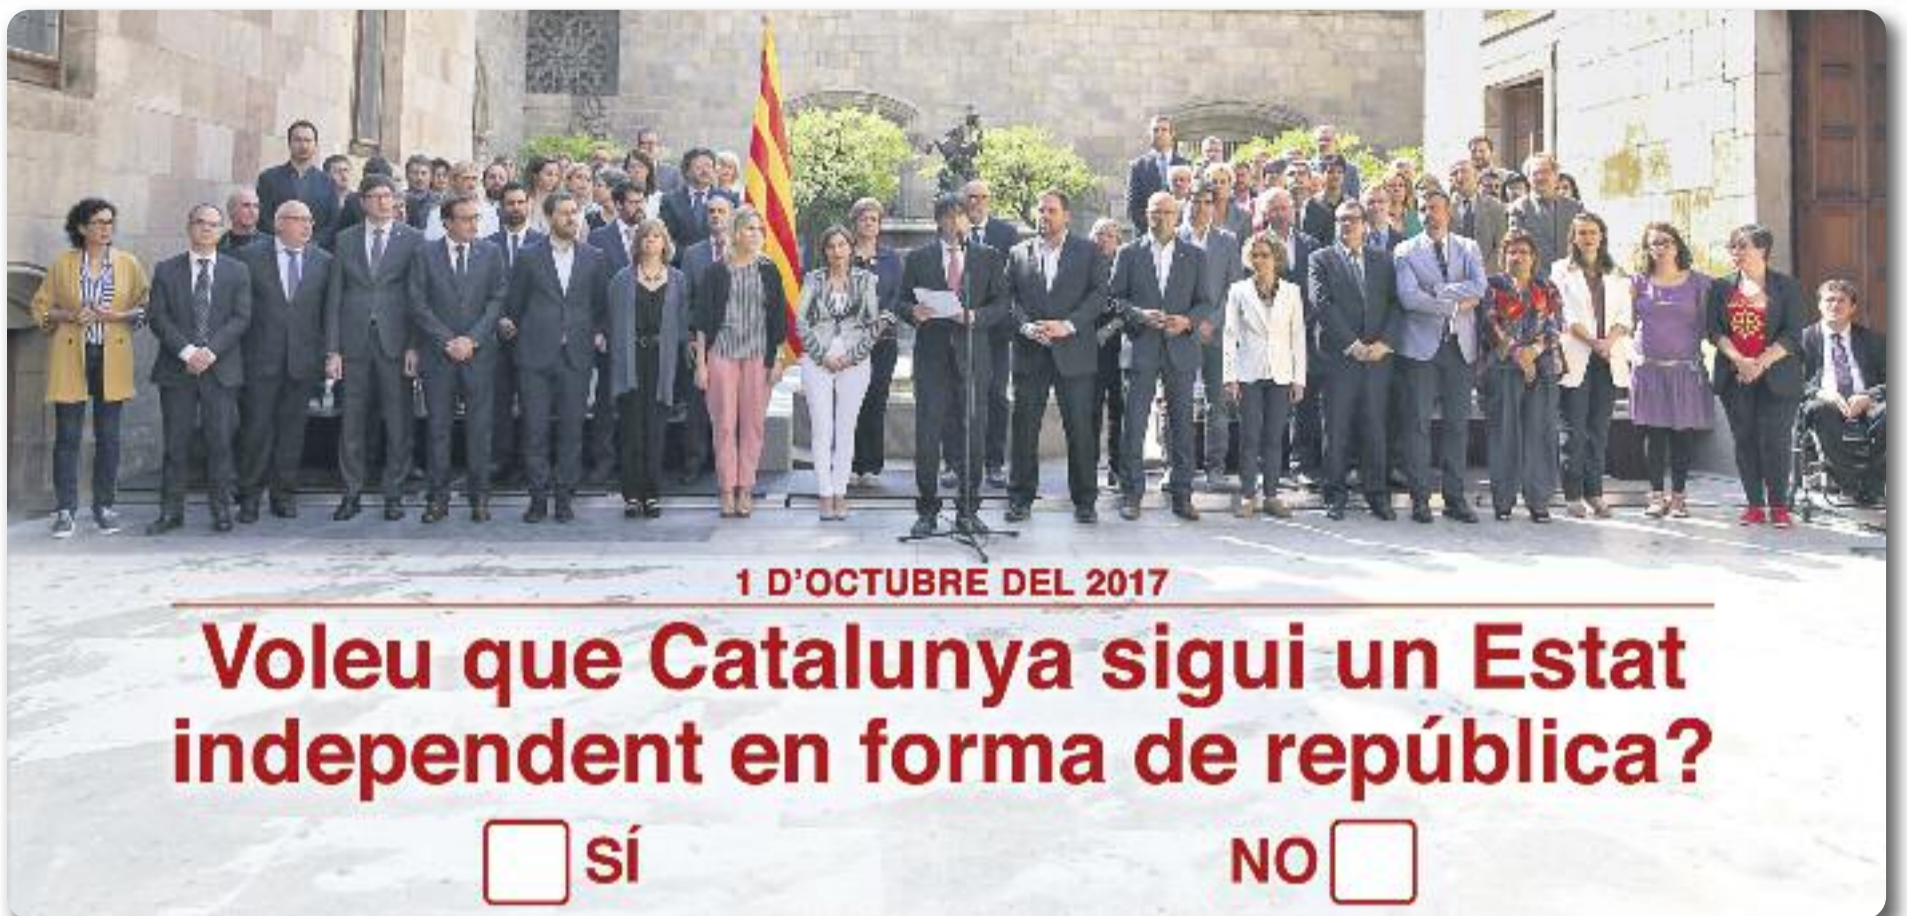 1 D'OCTUBRE DEL 2017
Voleu que Catalunya sigui un Estat
independent en forma de república?
SÍ
NO